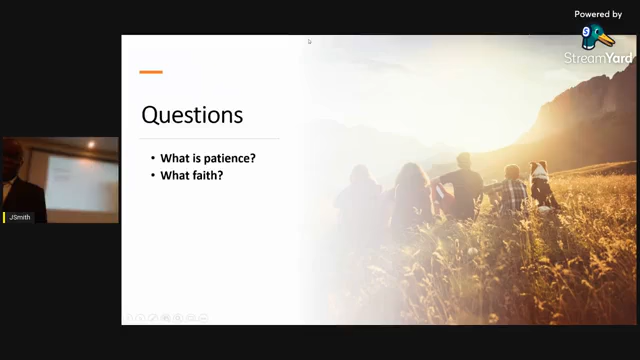 Powered by
StreamYard
Questions
• What is patience?
• What faith?
JSmith